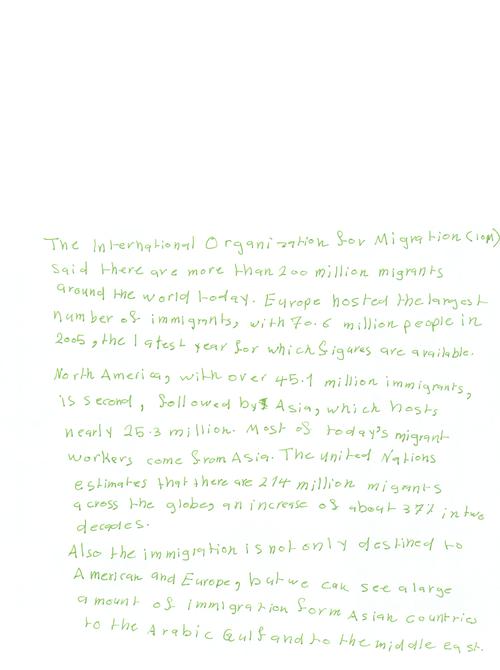 The International Organization for Migration (IOM)
said there are more than 200 million migrants
around the world today. Europe hosted the largest
number of immigrants, with 70.6 million people in
2005, the latest year for which figures are available.
North America, with over 45.1 million immigrants,
is second, followed by Asia, which hosts
nearly 25.3 million. Most of today's migrant
workers come from Asia. The united Nations
estimates that there are 214 million migrants
across the globe, an increase of about 37% in two
decades.
Also the immigration is not only destined to
American and Europe, but we can see a large
amount of immigration form Asian countries
to the Arabic Gulf and to the middle east.